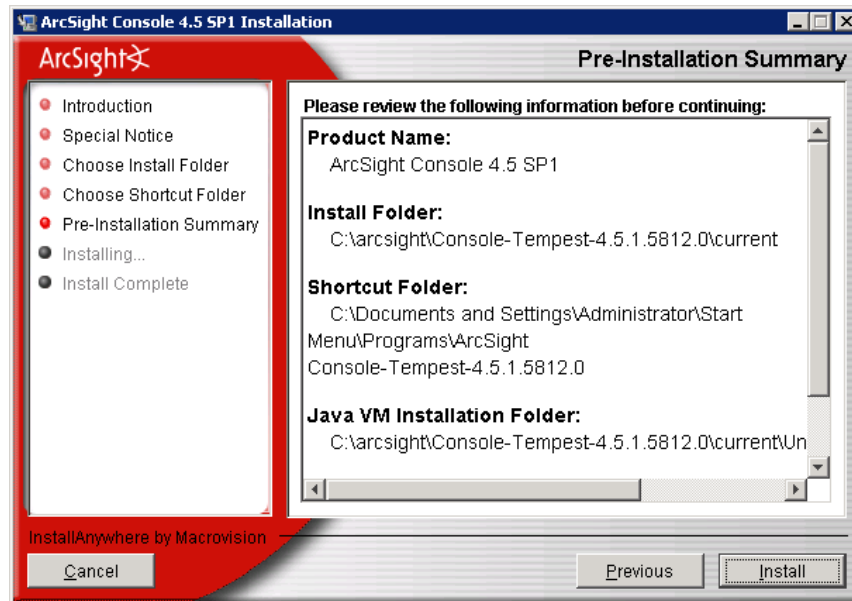 ArcSight Console 4.5 SP1 Installation
ArcSight
Pre-Installation Summary
Introduction
Special Notice
Choose Install Folder
Choose Shortcut Folder
Pre-Installation Summary
Installing...
Install Complete
Please review the following information before continuing:
Product Name:
ArcSight Console 4.5 SP1
Install Folder:
C:\arcsight\Console-Tempest-4.5.1.5812.0\current
Shortcut Folder:
C:\Documents and Settings\Administrator\Start
Menu\Programs\ArcSight
Console-Tempest-4.5.1.5812.0
Java VM Installation Folder:
C:\arcsight\Console-Tempest-4.5.1.5812.0\current\Un
InstallAnywhere by Macrovision
Cancel
Previous
Install